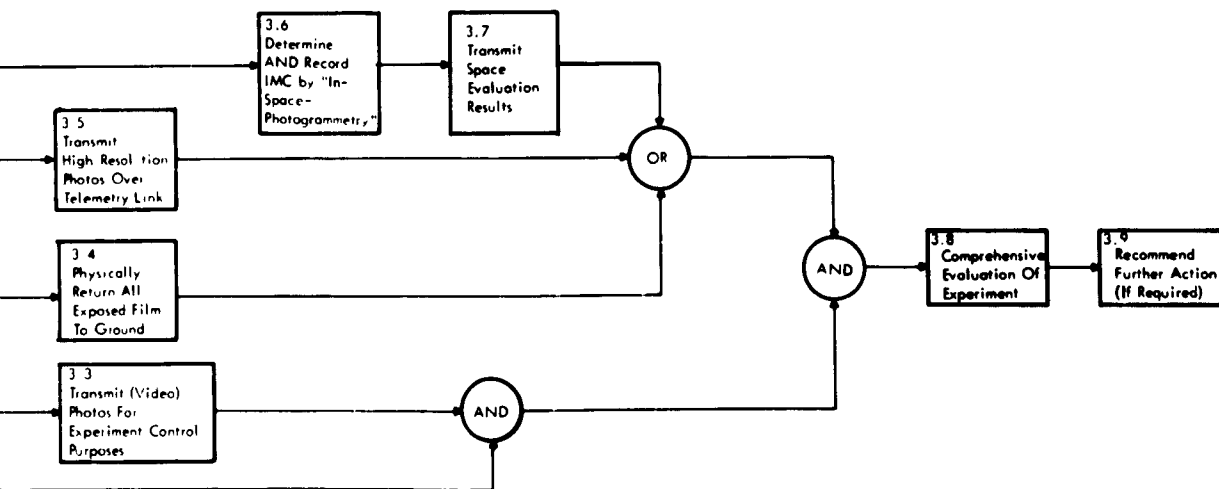 3.6
Determine
AND Record
IMC by "In-
Space-
Photogrammetry"
3.7
Transmit
Space
Evaluation
Results
3 5
Transmit
High Resol tion
Photos Over
Telemetry Link
OR
3 4
Physically
Return All
Exposed Film
To Ground
AND
3.8
Comprehensive
Evaluation Of
Experiment
3.9
Recommend
Further Action
(If Required)
3 3
Transmit (Video)
Photos For
Experiment Control
Purposes
AND